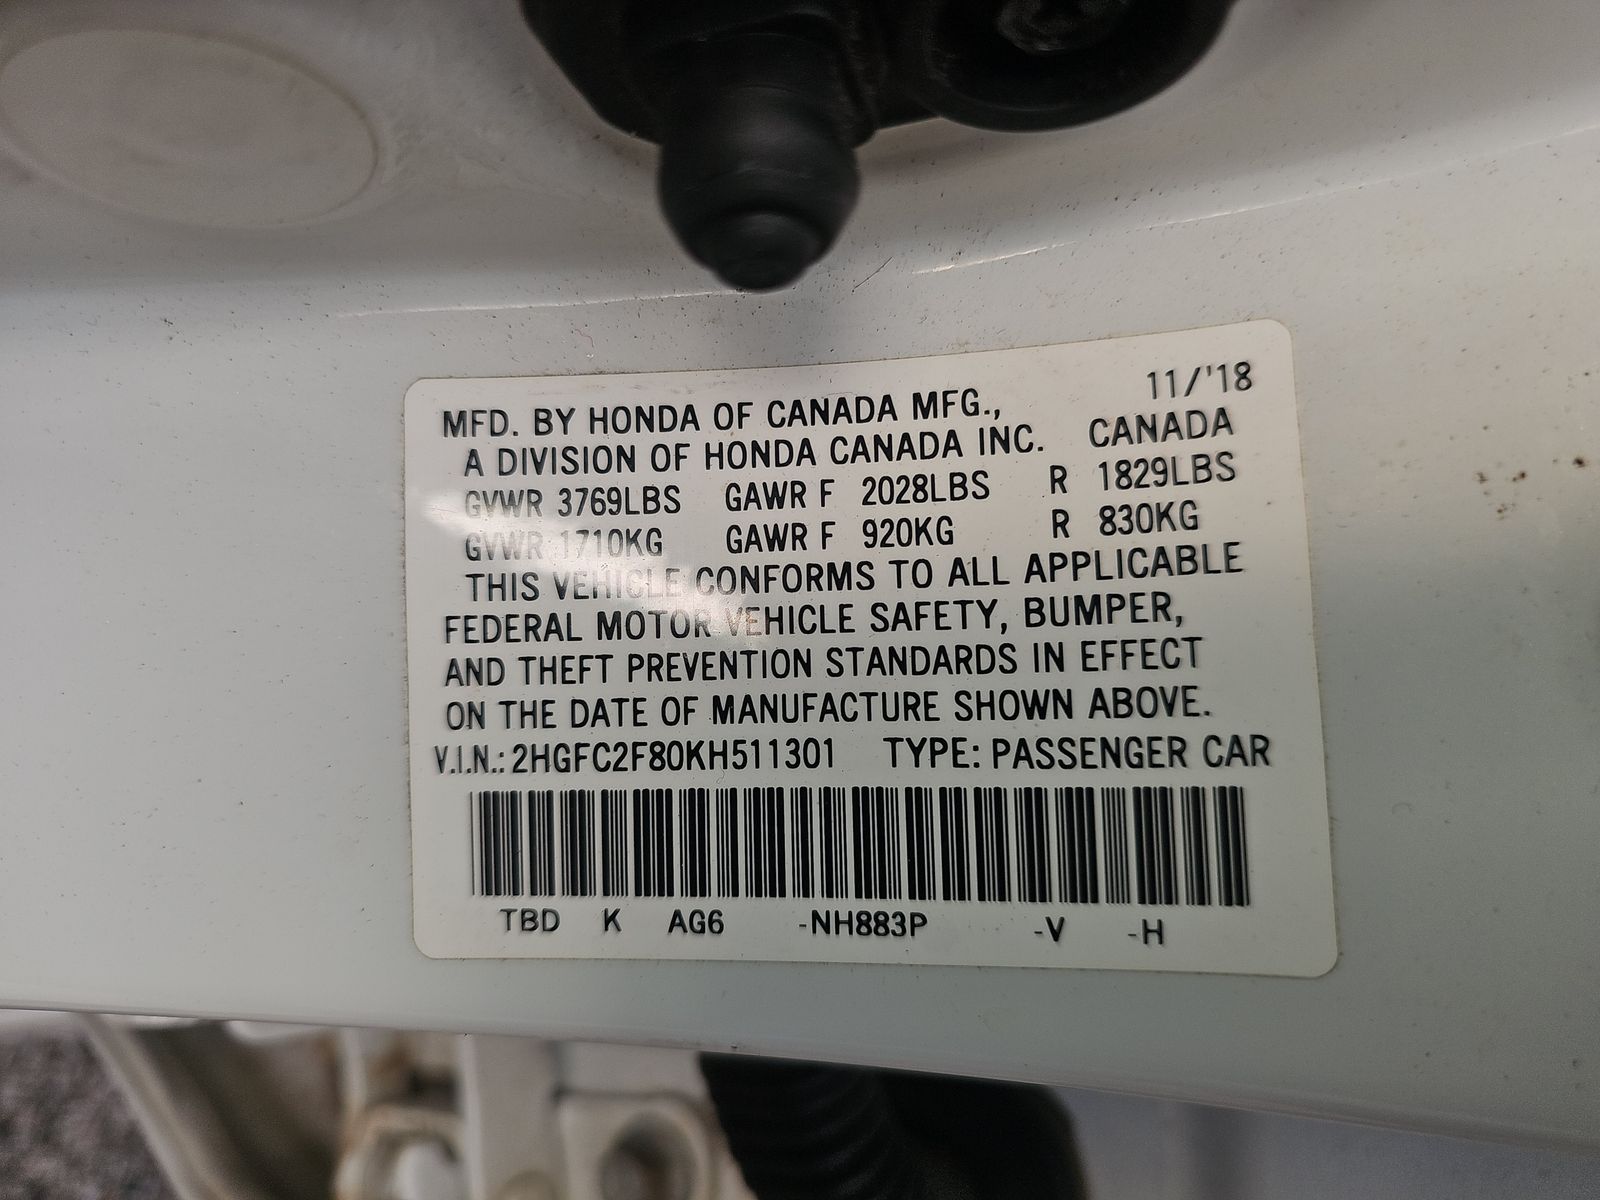 11/'18
MFD. BY HONDA OF CANADA MFG.,
A DIVISION OF HONDA CANADA INC. CANADA
GVWR 3769LBS GAWR F 2028LBS R 1829LBS
GVWR 1710KG GAWR F 920KG R 830KG
THIS VEHICLE CONFORMS TO ALL APPLICABLE
FEDERAL MOTOR VEHICLE SAFETY, BUMPER,
AND THEFT PREVENTION STANDARDS IN EFFECT
ON THE DATE OF MANUFACTURE SHOWN ABOVE.
V.I.N.: 2HGFC2F80KH511301 TYPE: PASSENGER CAR
TBD K AG6 -NH883P -V -H